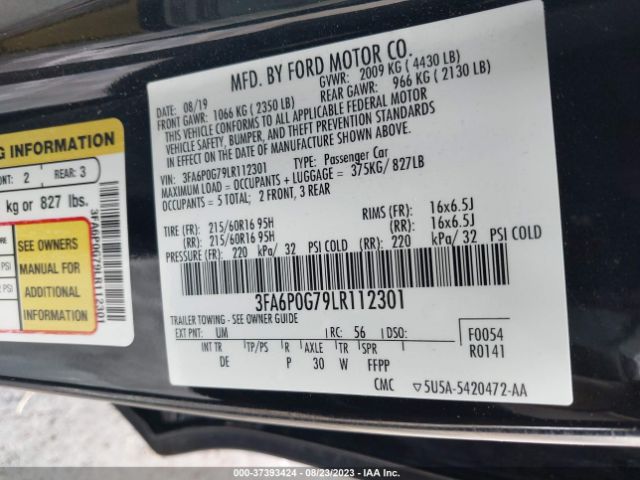 MFD. BY FORD MOTOR CO.
08/19
GVWR: 2009 KG (4430 LB)
FRONT GAWR: 1066 KG (2350 LB)
REAR GAWR: 966 KG (2130 LB)
THIS VEHICLE CONFORMS TO ALL APPLICABLE FEDERAL MOTOR
VEHICLE SAFETY, BUMPER, AND THEFT PREVENTION STANDARDS
IN EFFECT ON THE DATE OF MANUFACTURE SHOWN ABOVE.
VIN: 3FA6P0G79LR112301 TYPE: Passenger Car
MAXIMUM LOAD = OCCUPANTS + LUGGAGE = 375KG/ 827LB
OCCUPANTS = 5 TOTAL; 2 FRONT, 3 REAR
TIRE (FR): 215/60R16 95H RIMS (FR): 16x6.5J
(RR): 215/60R16 95H (RR): 16x6.5J
PRESSURE (FR): 220 kPa/ 32 PSI COLD (RR): 220 kPa/ 32 PSI COLD
3FA6P0G79LR112301
TRAILER TOWING - SEE OWNER GUIDE
EXT PNT: UM RC: 56 DSO: F0054
INT TR TP/PS R AXLE TR SPR R0141
DE P 30 W FFPP
CMC ▽5U5A-5420472-AA
G INFORMATION
ONT: 2 REAR: 3
kg or 827 lbs.
3FA6P0G79LR112301
SEE OWNERS
MANUAL FOR
ADDITIONAL
INFORMATION
PSI
PSI
000-37393424 - 08/23/2023 - IAA Inc.